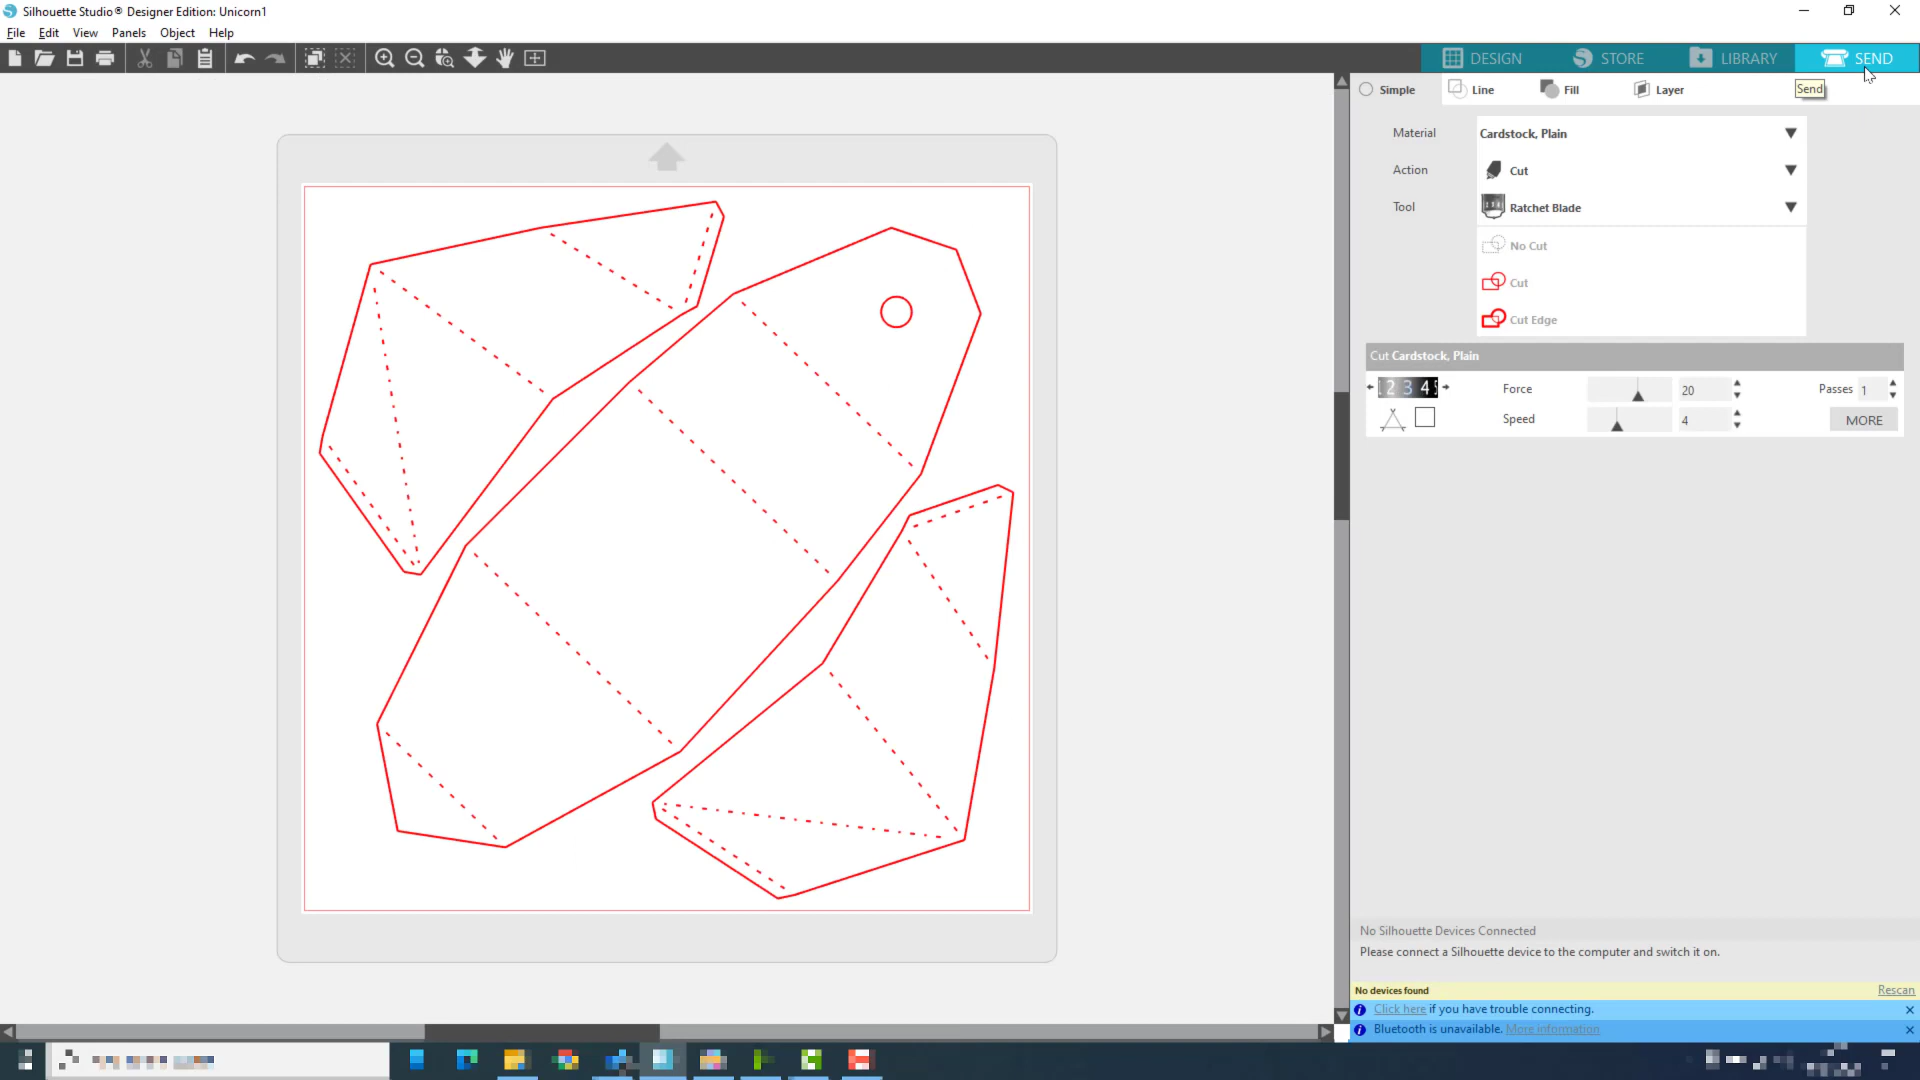 Silhouette Studio® Designer Edition: Unicorn1
File Edit View Panels Object Help
DESIGN STORE LIBRARY SEND
Simple Line Fill Layer Send
Material Cardstock, Plain
Action Cut
Tool Ratchet Blade
No Cut
Cut
Cut Edge
Cut Cardstock, Plain
2 3 4 Force 20 Passes 1
Speed 4 MORE
No Silhouette Devices Connected
Please connect a Silhouette device to the computer and switch it on.
No devices found Rescan
Click here if you have trouble connecting.
Bluetooth is unavailable. More information